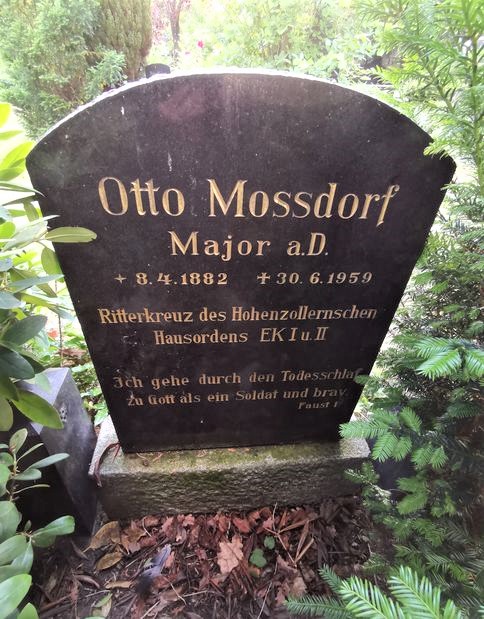 Otto Mossdorf
Major a.D.
+ 8.4.1882 + 30.6.1959
Ritterkreuz des Hohenzollernschen
Hausordens EK I u. II
Ich gehe durch den Todesschlaf
zu Gott als ein Soldat und brav.
Faust I